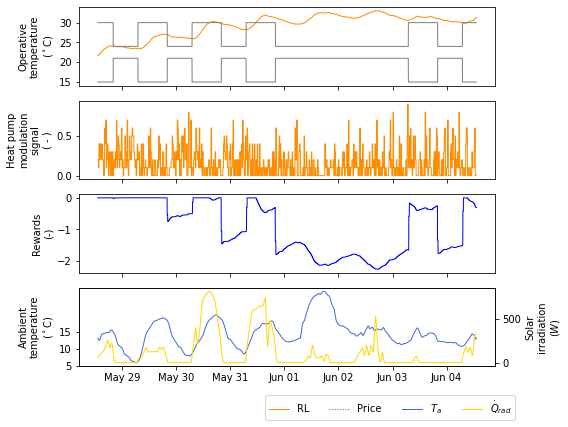 Operative
temperature
(°C)
30
25
20
15
Heat pump
modulation
signal
( - )
0.5
0.0
Rewards
(-)
0
−1
−2
Ambient
temperature
(°C)
15
10
5
Solar
irradiation
(W)
500
0
May 29 May 30 May 31 Jun 01 Jun 02 Jun 03 Jun 04
RL Price T_a Q̇_rad